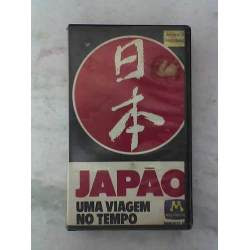 日本
JAPÃO
UMA VIAGEM
NO TEMPO